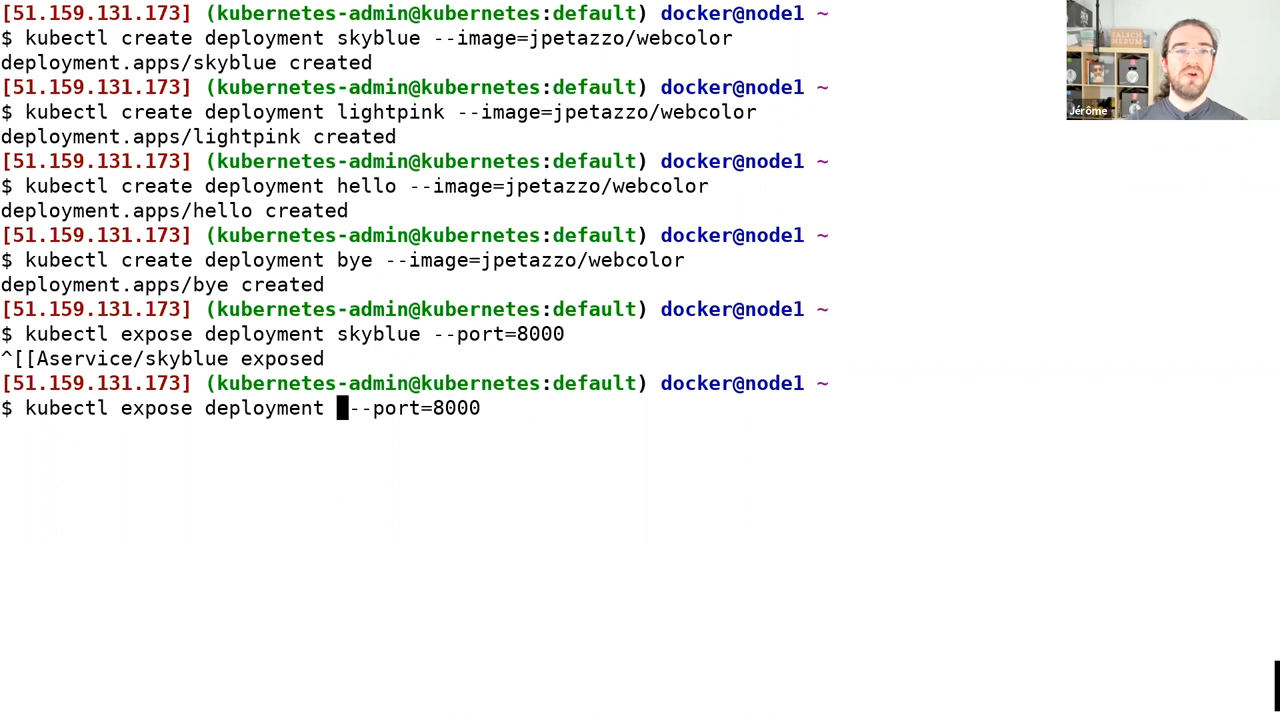 [51.159.131.173] (kubernetes-admin@kubernetes:default) docker@node1 ~
$ kubectl create deployment skyblue --image=jpetazzo/webcolor
deployment.apps/skyblue created
[51.159.131.173] (kubernetes-admin@kubernetes:default) docker@node1 ~
$ kubectl create deployment lightpink --image=jpetazzo/webcolor
deployment.apps/lightpink created
[51.159.131.173] (kubernetes-admin@kubernetes:default) docker@node1 ~
$ kubectl create deployment hello --image=jpetazzo/webcolor
deployment.apps/hello created
[51.159.131.173] (kubernetes-admin@kubernetes:default) docker@node1 ~
$ kubectl create deployment bye --image=jpetazzo/webcolor
deployment.apps/bye created
[51.159.131.173] (kubernetes-admin@kubernetes:default) docker@node1 ~
$ kubectl expose deployment skyblue --port=8000
^[[Aservice/skyblue exposed
[51.159.131.173] (kubernetes-admin@kubernetes:default) docker@node1 ~
$ kubectl expose deployment --port=8000
FALSCH HERUM
Jérôme